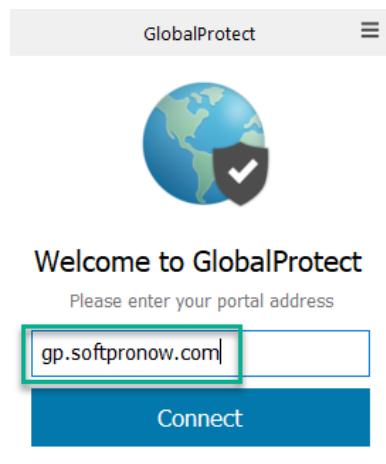 GlobalProtect
Welcome to GlobalProtect
Please enter your portal address
gp.softpronow.com
Connect